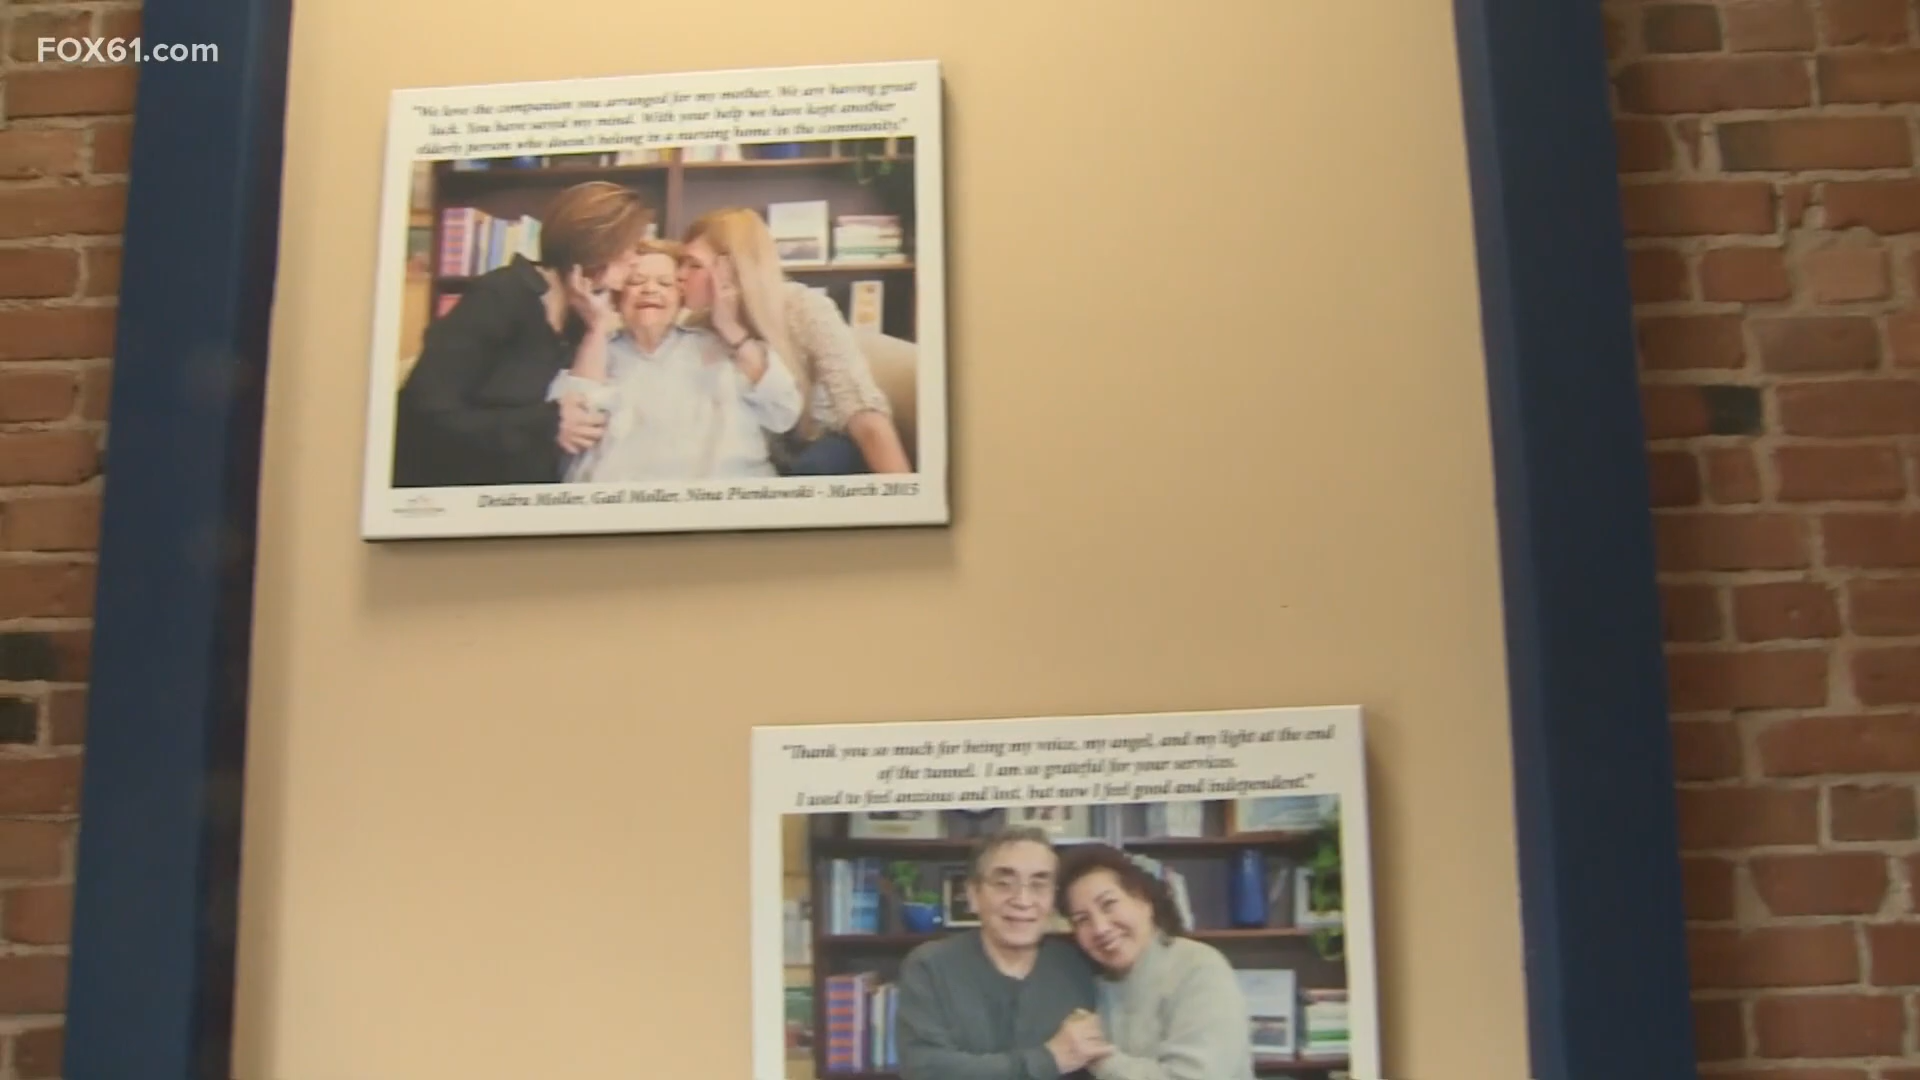 FOX61.com
"We love the companion you arranged for my mother. We are having great
luck. You have saved my mind. With your help we have kept another
elderly person who doesn't belong in a nursing home in the community."
Deidra Moller, Gail Moller, Nina Pienkowski - March 2015
"Thank you so much for being my voice, my angel, and my light at the end
of the tunnel. I am so grateful for your services.
I used to feel anxious and lost, but now I feel good and independent."